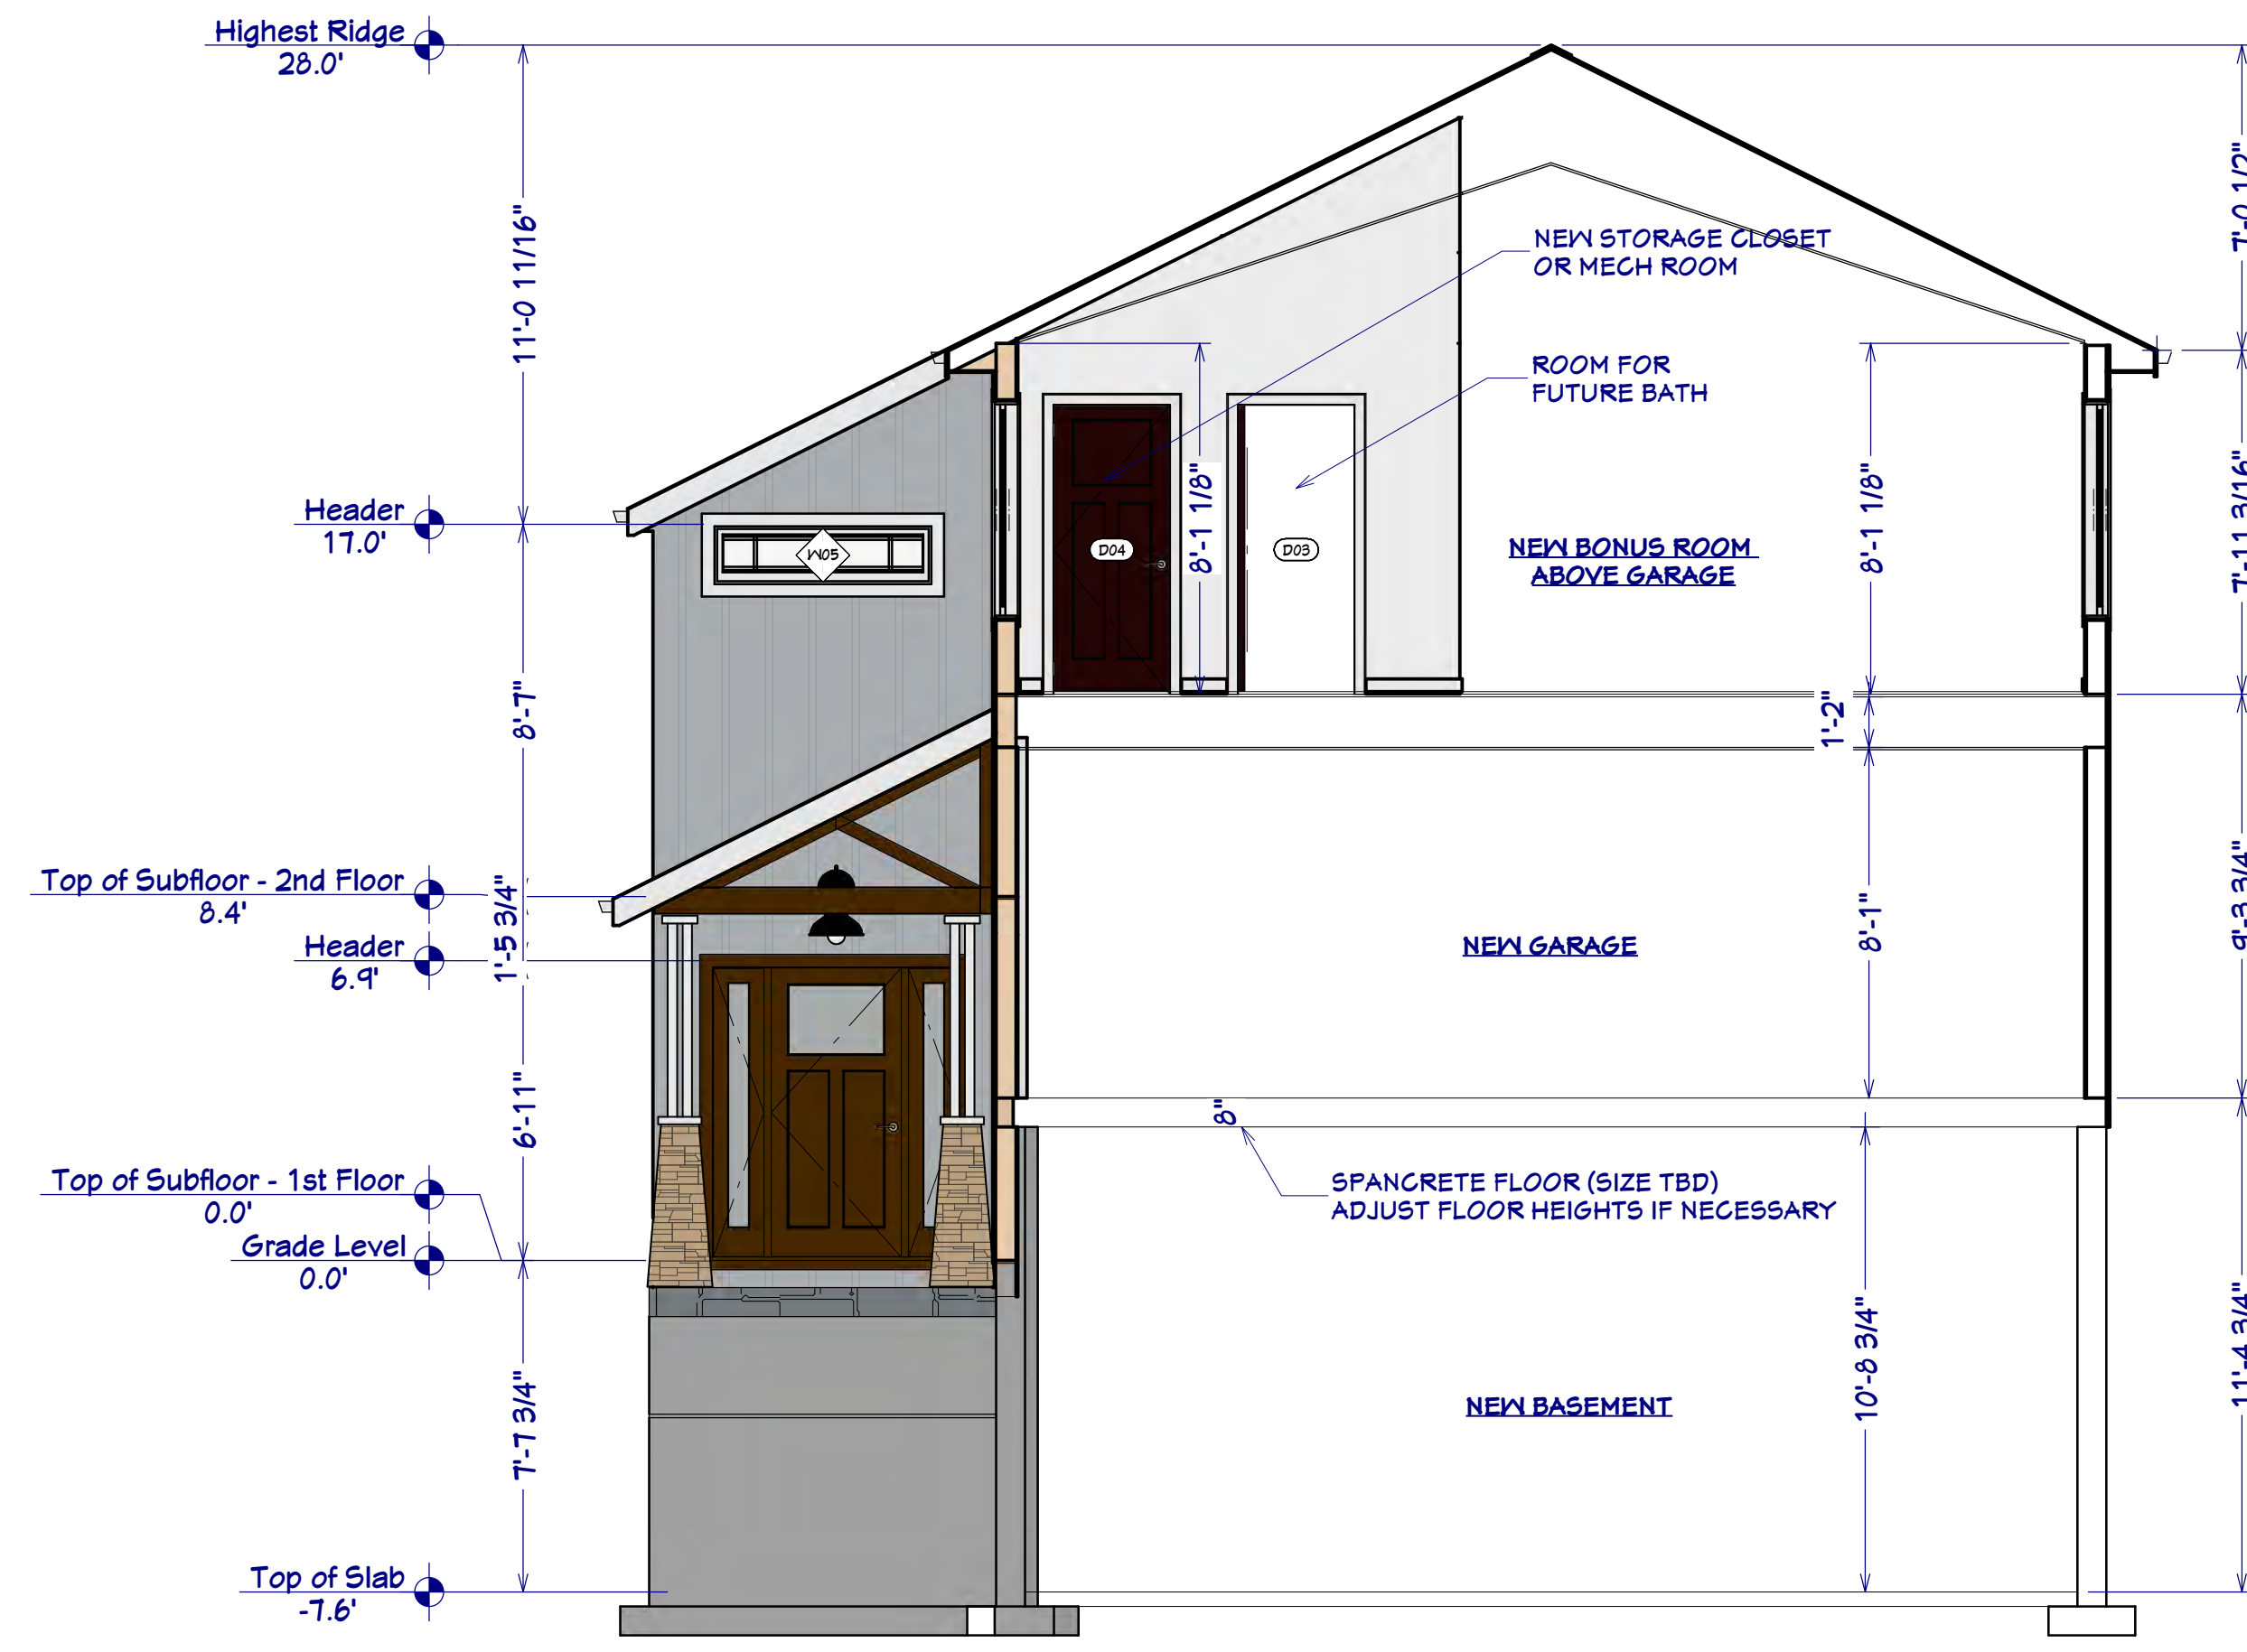 Highest Ridge
28.0'
11'-0 11/16"
7'-0 1/2"
NEW STORAGE CLOSET
OR MECH ROOM
ROOM FOR
FUTURE BATH
Header
17.0'
W05
D04
8'-1 1/8"
D03
NEW BONUS ROOM
ABOVE GARAGE
8'-1 1/8"
7'-11 3/16"
8'-7"
1'-2"
Top of Subfloor - 2nd Floor
8.4'
1'-5 3/4"
Header
6.9'
NEW GARAGE
8'-1"
9'-3 3/4"
6'-11"
8"
Top of Subfloor - 1st Floor
0.0'
SPANCRETE FLOOR (SIZE TBD)
ADJUST FLOOR HEIGHTS IF NECESSARY
Grade Level
0.0'
7'-7 3/4"
NEW BASEMENT
10'-8 3/4"
11'-4 3/4"
Top of Slab
-7.6'